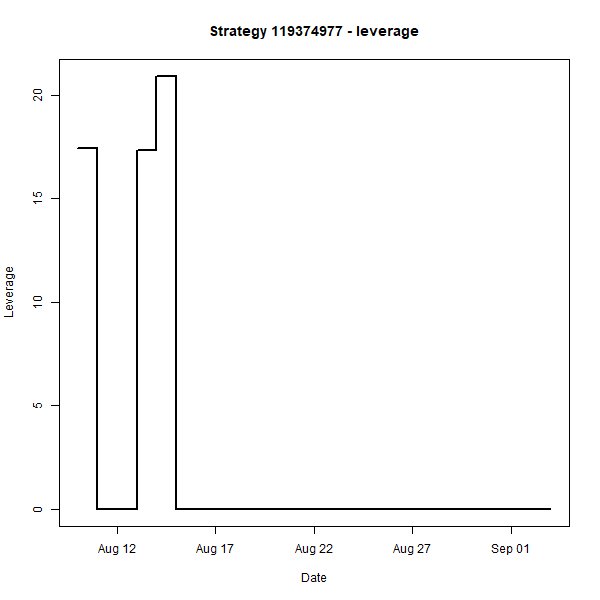 Strategy 119374977 - leverage
20
15
10
5
0
Leverage
Aug 12
Aug 17
Aug 22
Aug 27
Sep 01
Date